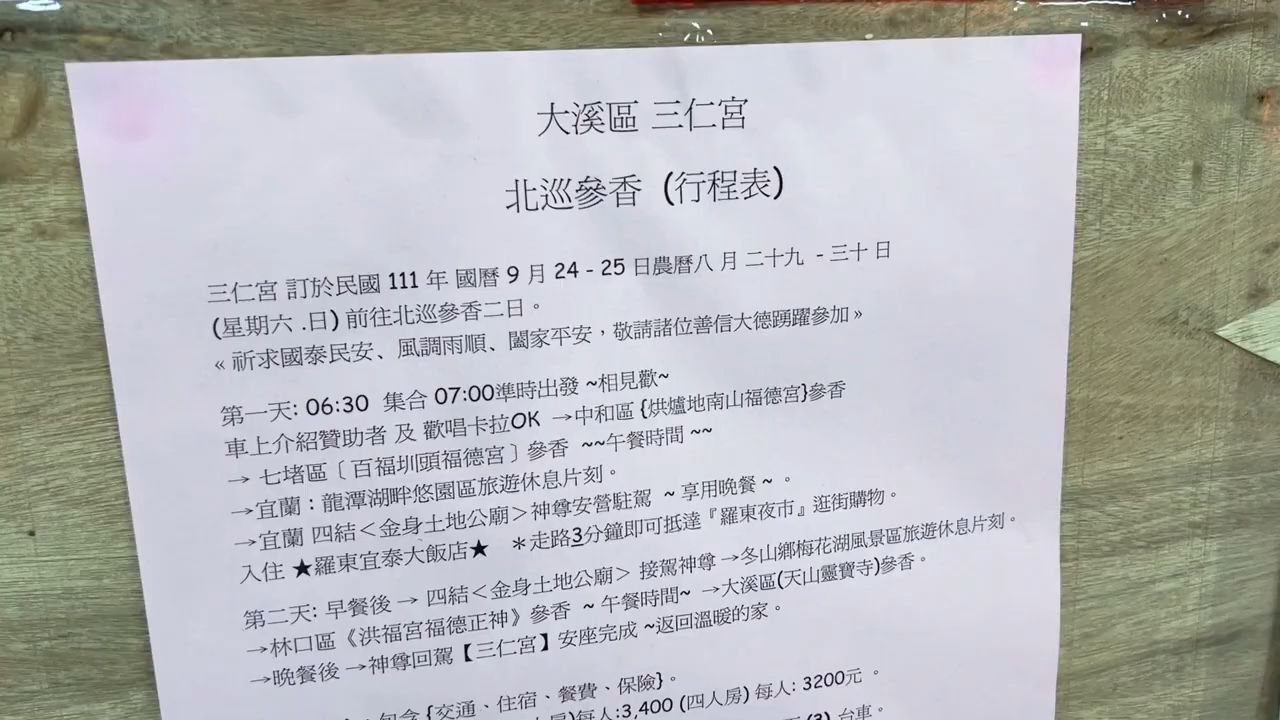 大溪區 三仁宮
北巡參香 (行程表)
三仁宮 訂於民國 111 年 國曆 9 月 24 - 25 日農曆八 月 二十九 - 三十 日
(星期六 .日) 前往北巡參香二日。
« 祈求國泰民安、風調雨順、闔家平安，敬請諸位善信大德踴躍參加 »
第一天: 06:30 集合 07:00準時出發 ~相見歡~
車上介紹贊助者 及 歡唱卡拉OK →中和區 {烘爐地南山福德宮}參香
→ 七堵區〔百福圳頭福德宮〕參香 ~~午餐時間 ~~
→宜蘭：龍潭湖畔悠園區旅遊休息片刻。
→宜蘭 四結＜金身土地公廟＞神尊安營駐駕 ~ 享用晚餐 ~ 。
入住 ★羅東宜泰大飯店★ ＊走路3分鐘即可抵達『羅東夜市』逛街購物。
第二天: 早餐後 → 四結＜金身土地公廟＞ 接駕神尊 →冬山鄉梅花湖風景區旅遊休息片刻。
→林口區《洪福宮福德正神》參香 ~ 午餐時間~ →大溪區(天山靈寶寺)參香。
→晚餐後 →神尊回駕【三仁宮】安座完成 ~返回溫暖的家。
包含 {交通、住宿、餐費、保險}。
房)每人:3,400 (四人房) 每人: 3200元 。
(3) 台車。